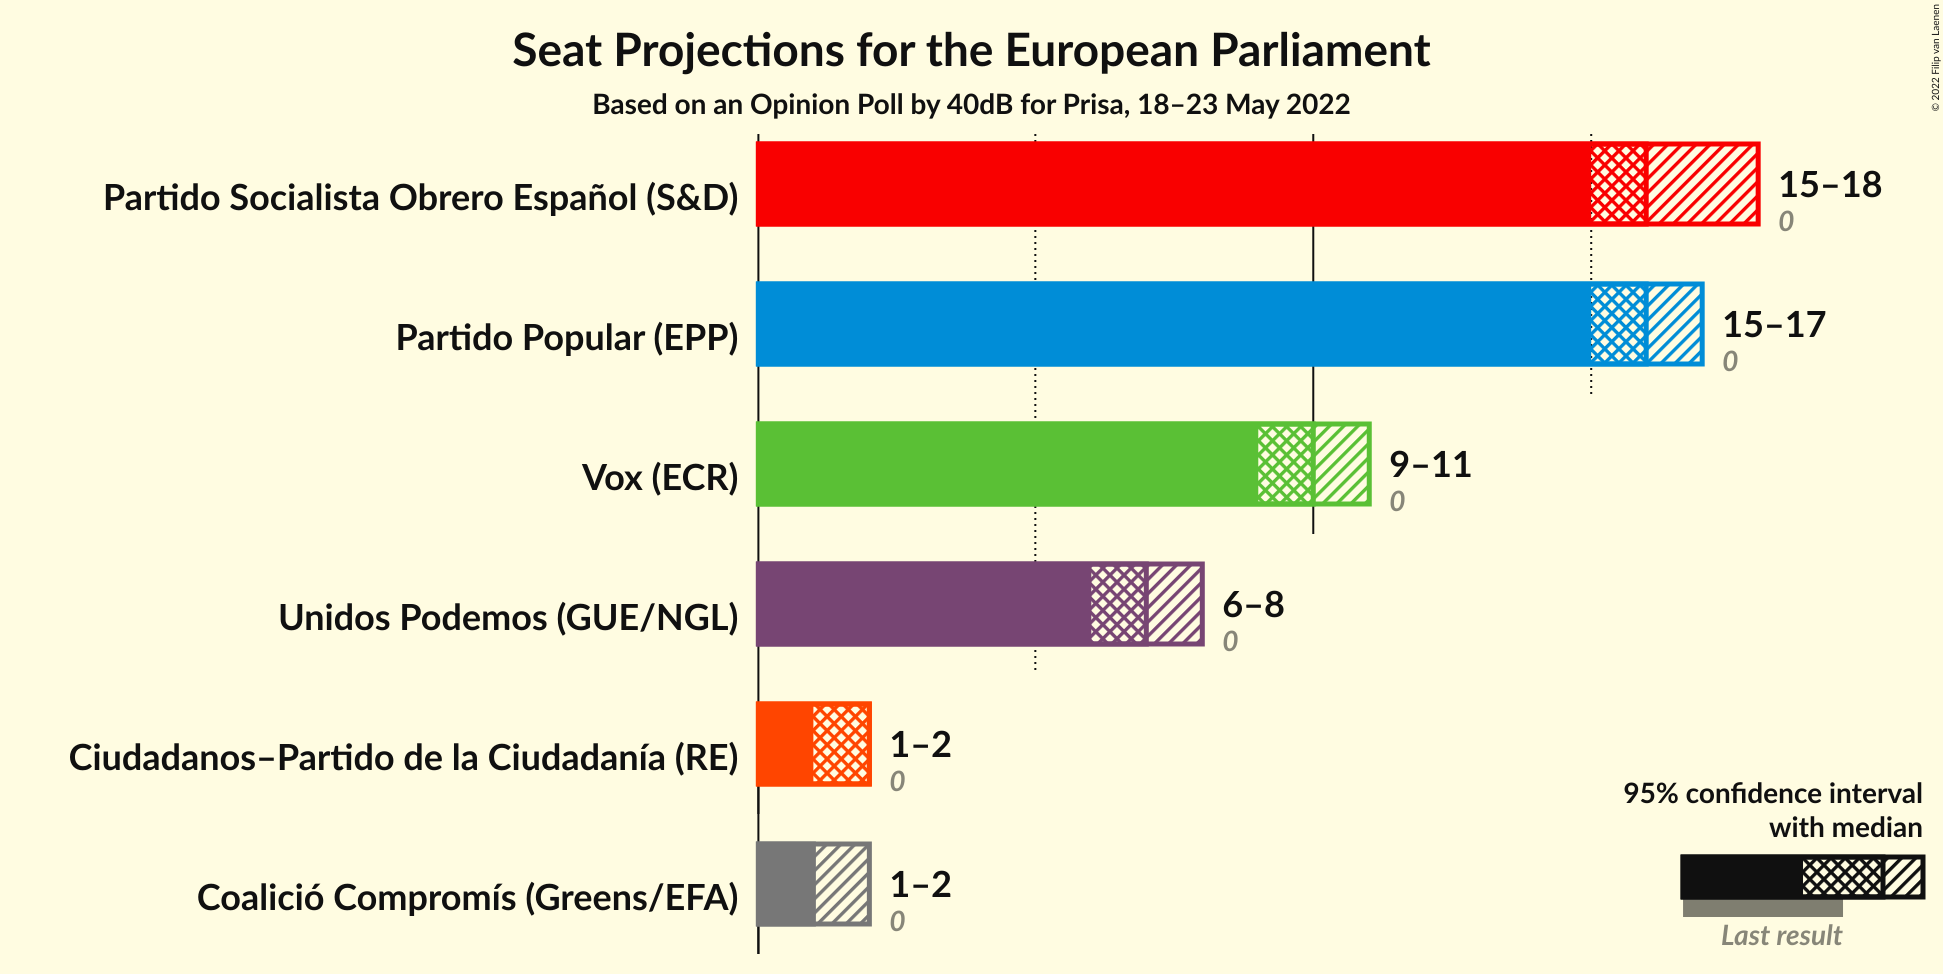 Seat Projections for the European Parliament
Based on an Opinion Poll by 40dB for Prisa, 18–23 May 2022
© 2022 Filip van Laenen
Partido Socialista Obrero Español (S&D)
15–18
0
Partido Popular (EPP)
15–17
0
Vox (ECR)
9–11
0
Unidos Podemos (GUE/NGL)
6–8
0
Ciudadanos–Partido de la Ciudadanía (RE)
1–2
0
Coalició Compromís (Greens/EFA)
1–2
0
95% confidence interval
with median
Last result